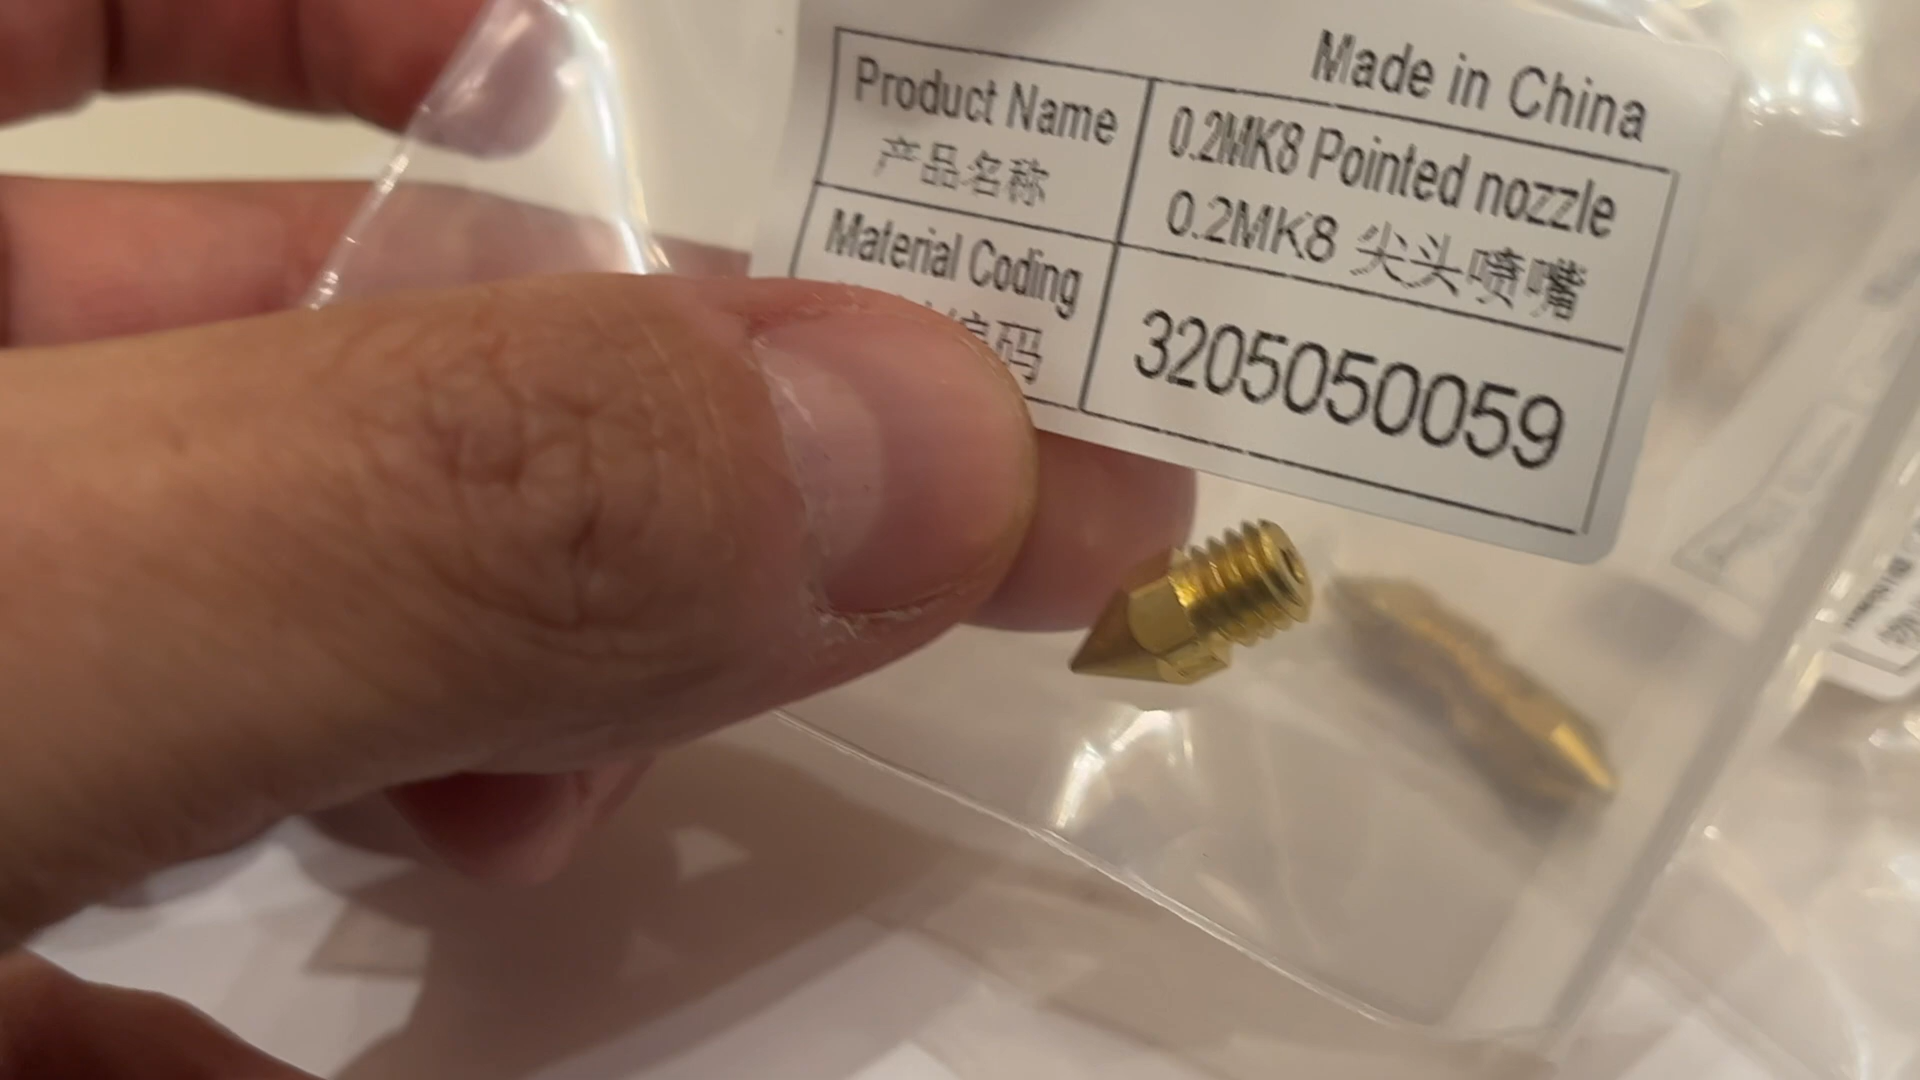 Made in China
Product Name
产品名称
0.2MK8 Pointed nozzle
0.2MK8 尖头喷嘴
Material Coding
编码
3205050059